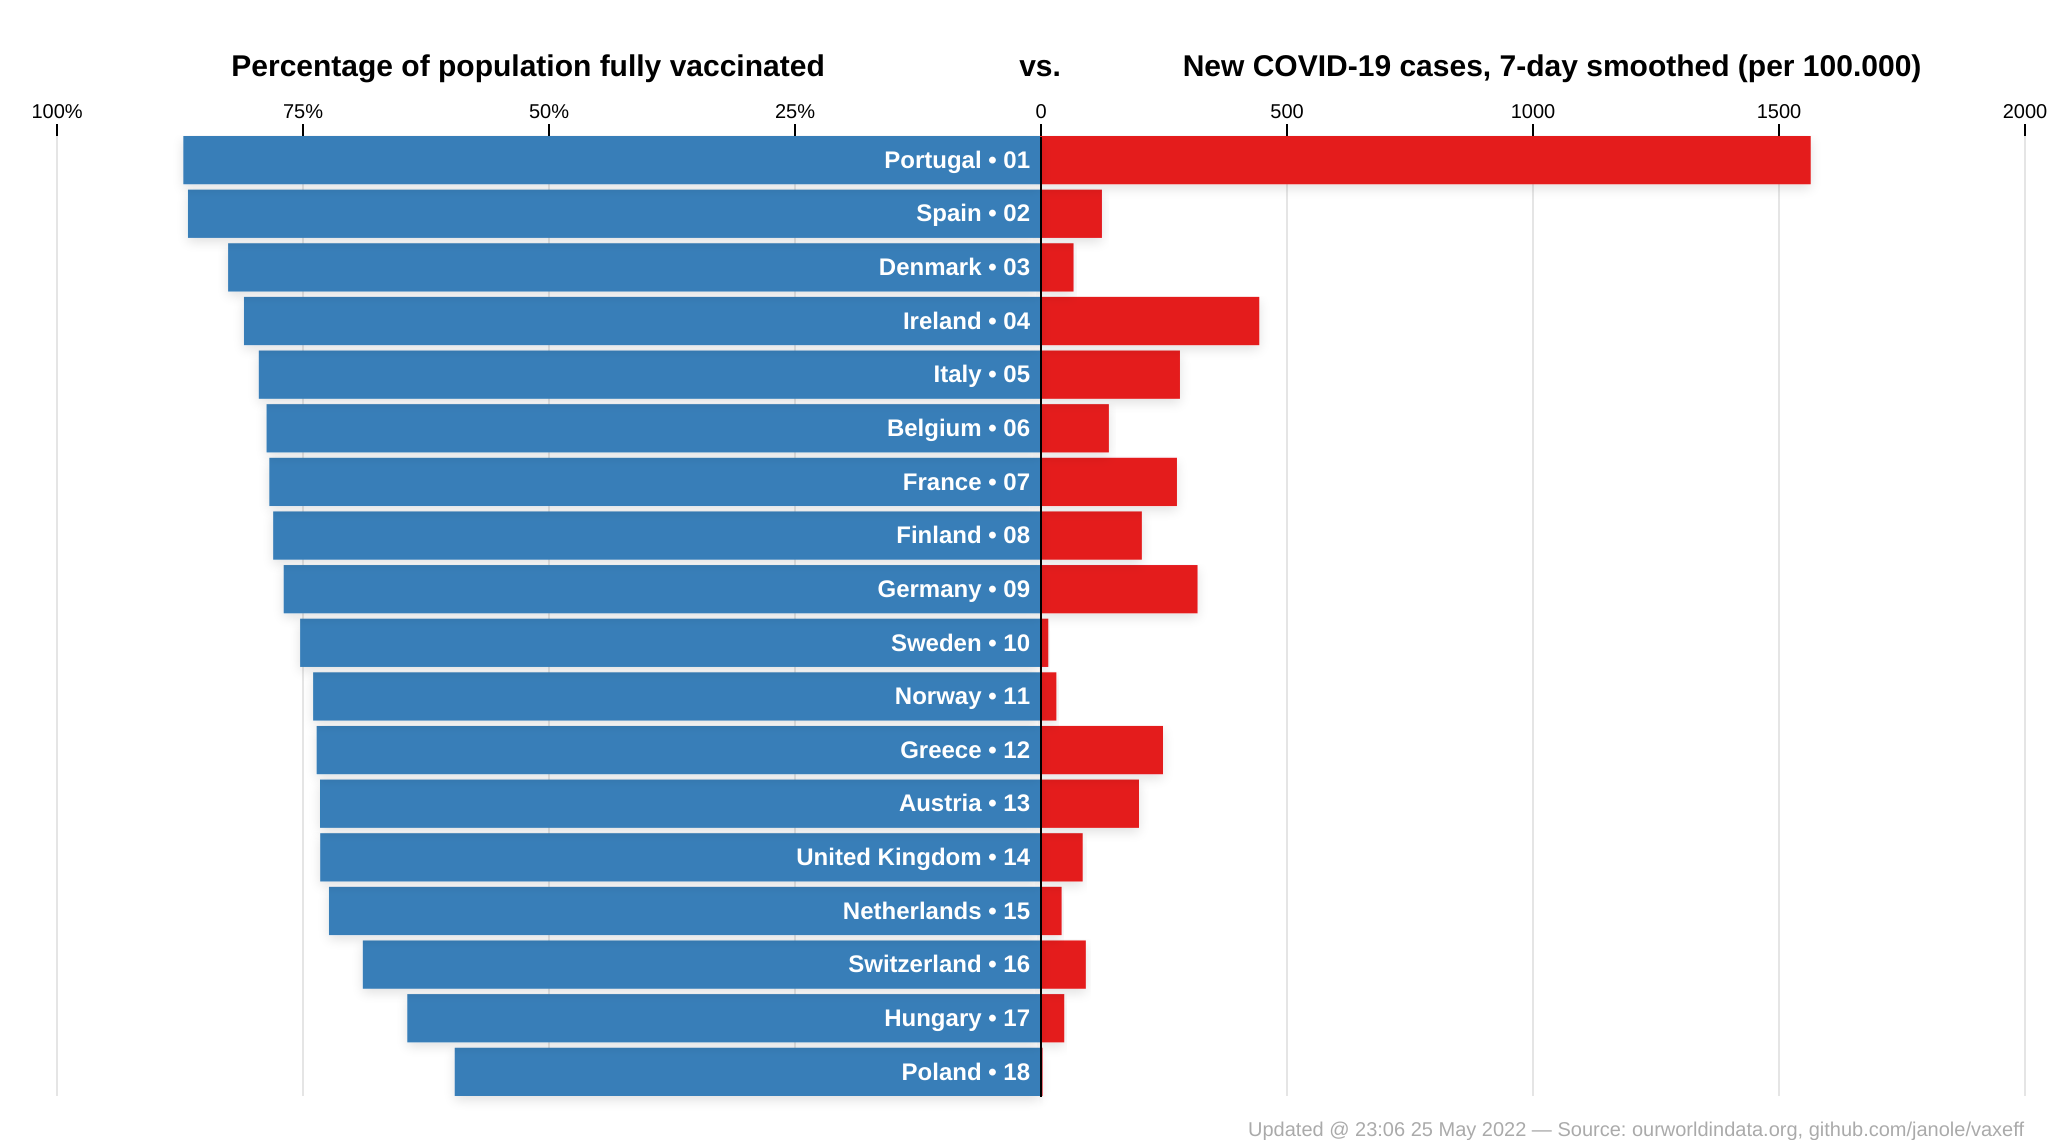 Percentage of population fully vaccinated vs. New COVID-19 cases, 7-day smoothed (per 100.000)
100% 75% 50% 25% 0 500 1000 1500 2000
Portugal • 01
Spain • 02
Denmark • 03
Ireland • 04
Italy • 05
Belgium • 06
France • 07
Finland • 08
Germany • 09
Sweden • 10
Norway • 11
Greece • 12
Austria • 13
United Kingdom • 14
Netherlands • 15
Switzerland • 16
Hungary • 17
Poland • 18
Updated @ 23:06 25 May 2022 — Source: ourworldindata.org, github.com/janole/vaxeff